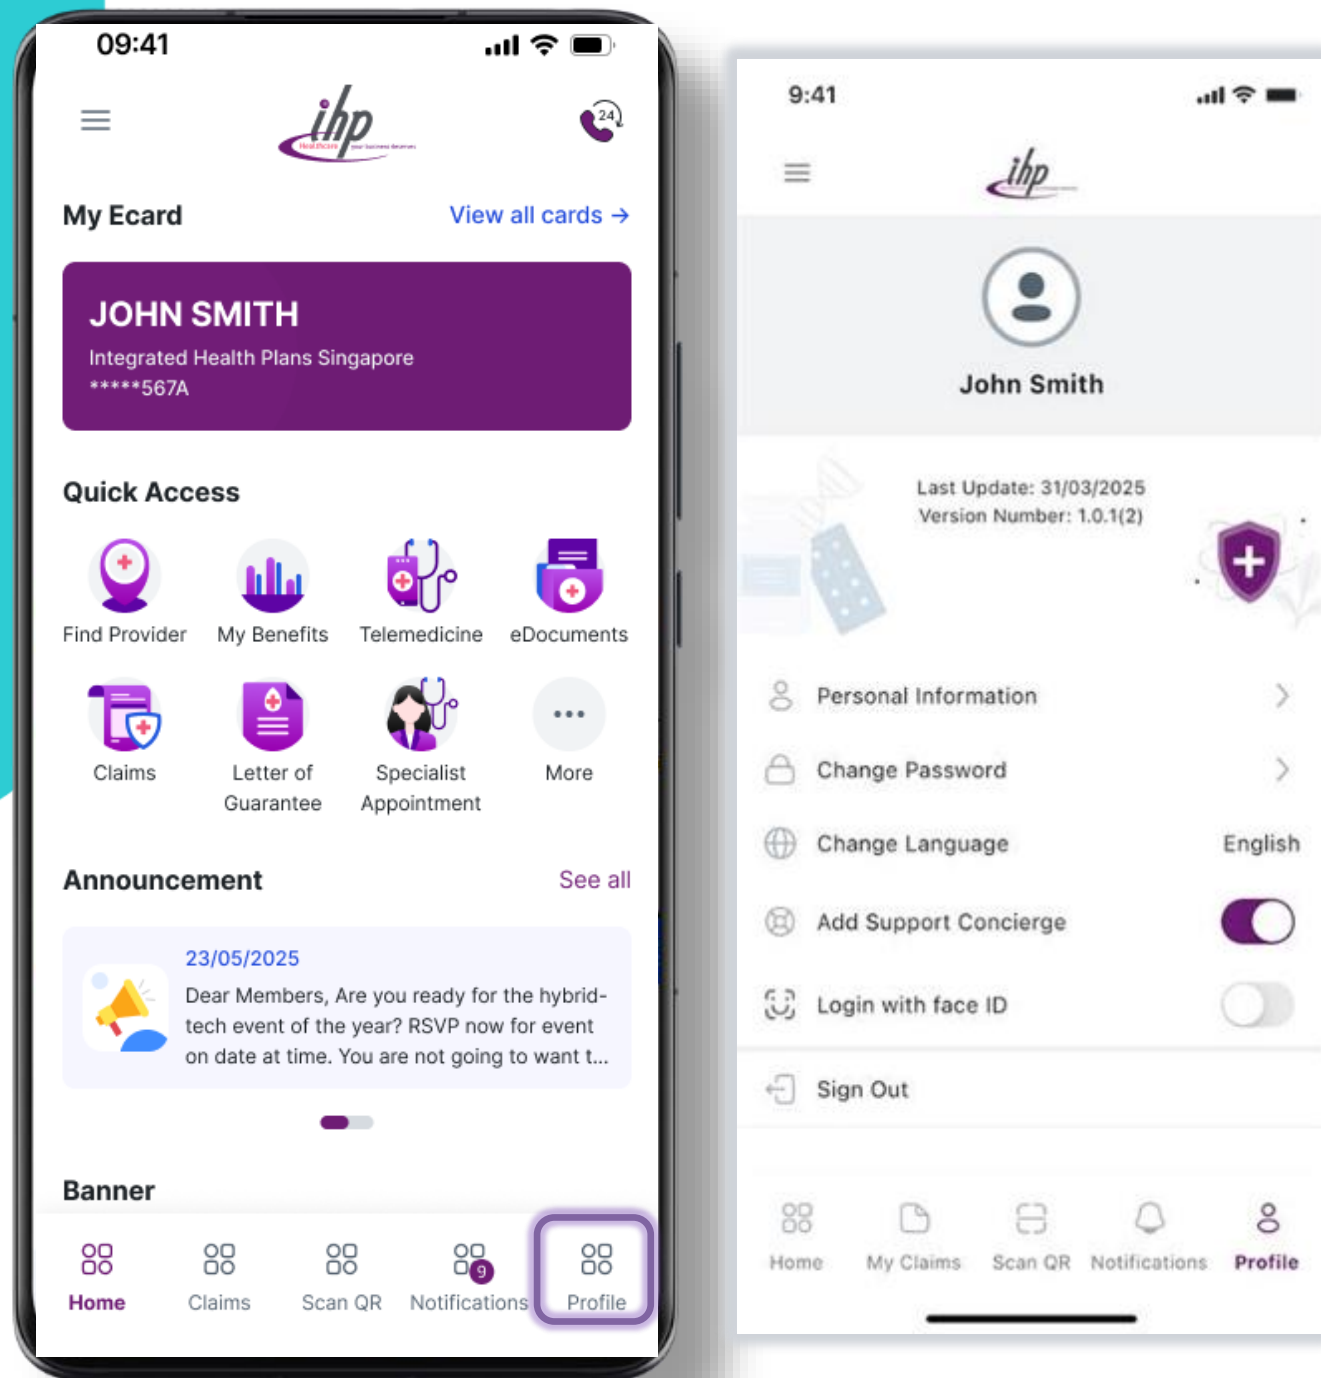 09:41
24
ihp
Healthcare your business deserves
My Ecard
View all cards →
JOHN SMITH
Integrated Health Plans Singapore
*****567A
Quick Access
Find Provider
My Benefits
Telemedicine
eDocuments
Claims
Letter of
Guarantee
Specialist
Appointment
More
Announcement
See all
23/05/2025
Dear Members, Are you ready for the hybrid-
tech event of the year? RSVP now for event
on date at time. You are not going to want t...
Banner
9
Home
Claims
Scan QR
Notifications
Profile
9:41
ihp
John Smith
Last Update: 31/03/2025
Version Number: 1.0.1(2)
Personal Information
Change Password
Change Language
English
Add Support Concierge
Login with face ID
Sign Out
Home
My Claims
Scan QR
Notifications
Profile